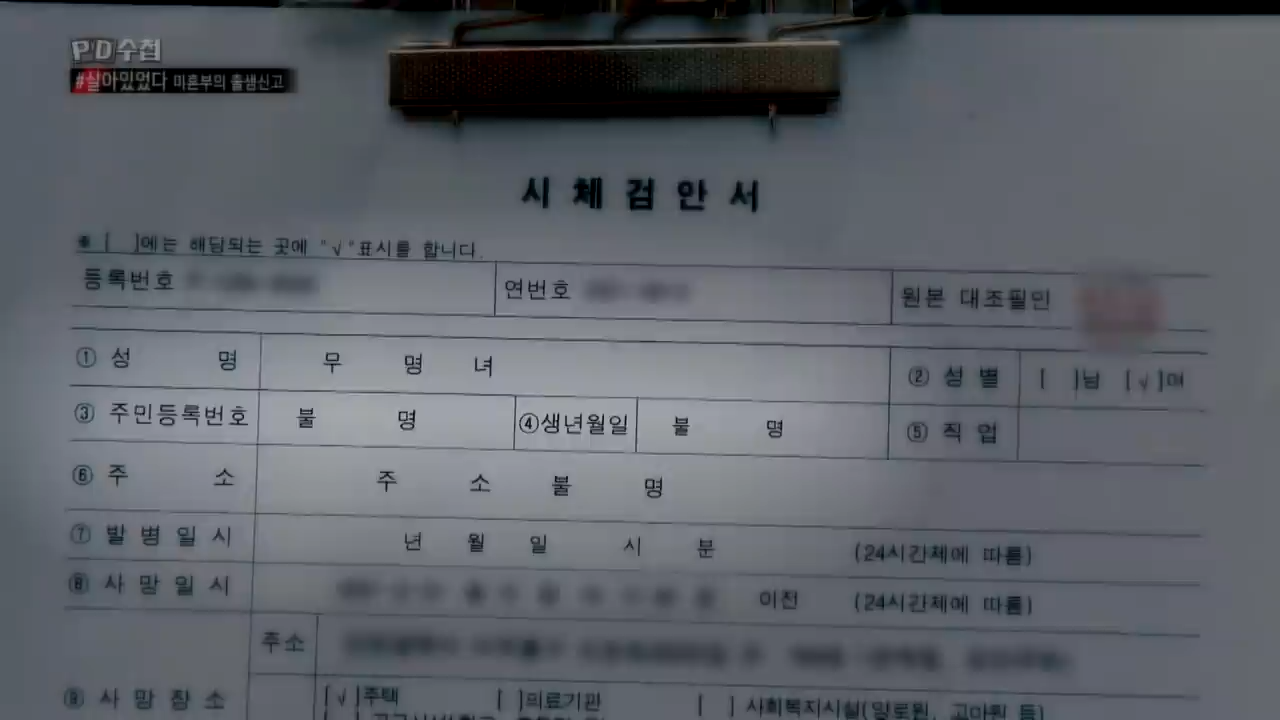 PD수첩
#살아있었다 미혼부의 출생신고
시체검안서
※ [ ]에는 해당되는 곳에 "√"표시를 합니다.
등록번호 연번호 원본 대조필인
① 성 명 무 명 녀 ② 성 별 [ ]남 [√]여
③ 주민등록번호 불 명 ④생년월일 불 명 ⑤ 직 업
⑥ 주 소 주 소 불 명
⑦ 발 병 일 시 년 월 일 시 분 (24시간제에 따름)
⑧ 사 망 일 시 이전 (24시간제에 따름)
주소
⑨ 사 망 장 소 [√]주택 [ ]의료기관 [ ] 사회복지시설(양로원, 고아원 등)